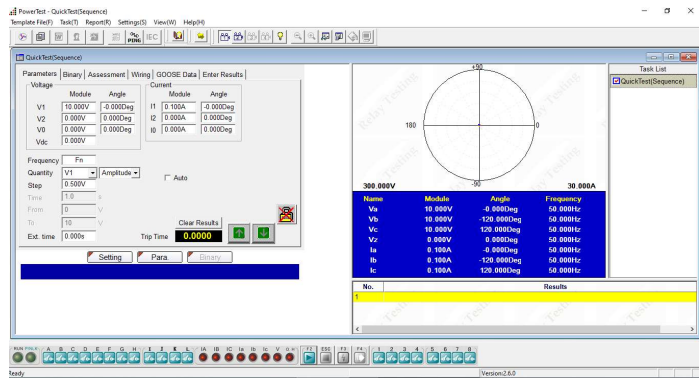 PowerTest - QuickTest(Sequence)
Template File(F) Task(T) Report(R) Settings(S) View(W) Help(H)
PING IEC
QuickTest(Sequence)
Parameters Binary Assessment Wiring GOOSE Data Enter Results
Voltage Current
Module Angle Module Angle
V1 10.000V -0.000Deg I1 0.100A -0.000Deg
V2 0.000V 0.000Deg I2 0.000A 0.000Deg
V0 0.000V 0.000Deg I0 0.000A 0.000Deg
Vdc 0.000V
Frequency Fn
Quantity V1 Amplitude
Auto
Step 0.500V
Time 1.0 s
From 0 V
To 10 V
Clear Results
Ext. time 0.000s Trip Time 0.0000
Setting Para. Binary
+90
180 0
-90
300.000V 30.000A
Relay Testing
Name Module Angle Frequency
Va 10.000V -0.000Deg 50.000Hz
Vb 10.000V -120.000Deg 50.000Hz
Vc 10.000V 120.000Deg 50.000Hz
Vz 0.000V 0.000Deg 50.000Hz
Ia 0.100A -0.000Deg 50.000Hz
Ib 0.100A -120.000Deg 50.000Hz
Ic 0.100A 120.000Deg 50.000Hz
No. Results
1
Task List
QuickTest(Sequence)
RUN A B C D E F G H I J K L IA IB IC Ia Ib Ic V F2 ESC F3 F4 1 2 3 4 5 6 7 8
Ready Version:2.6.0